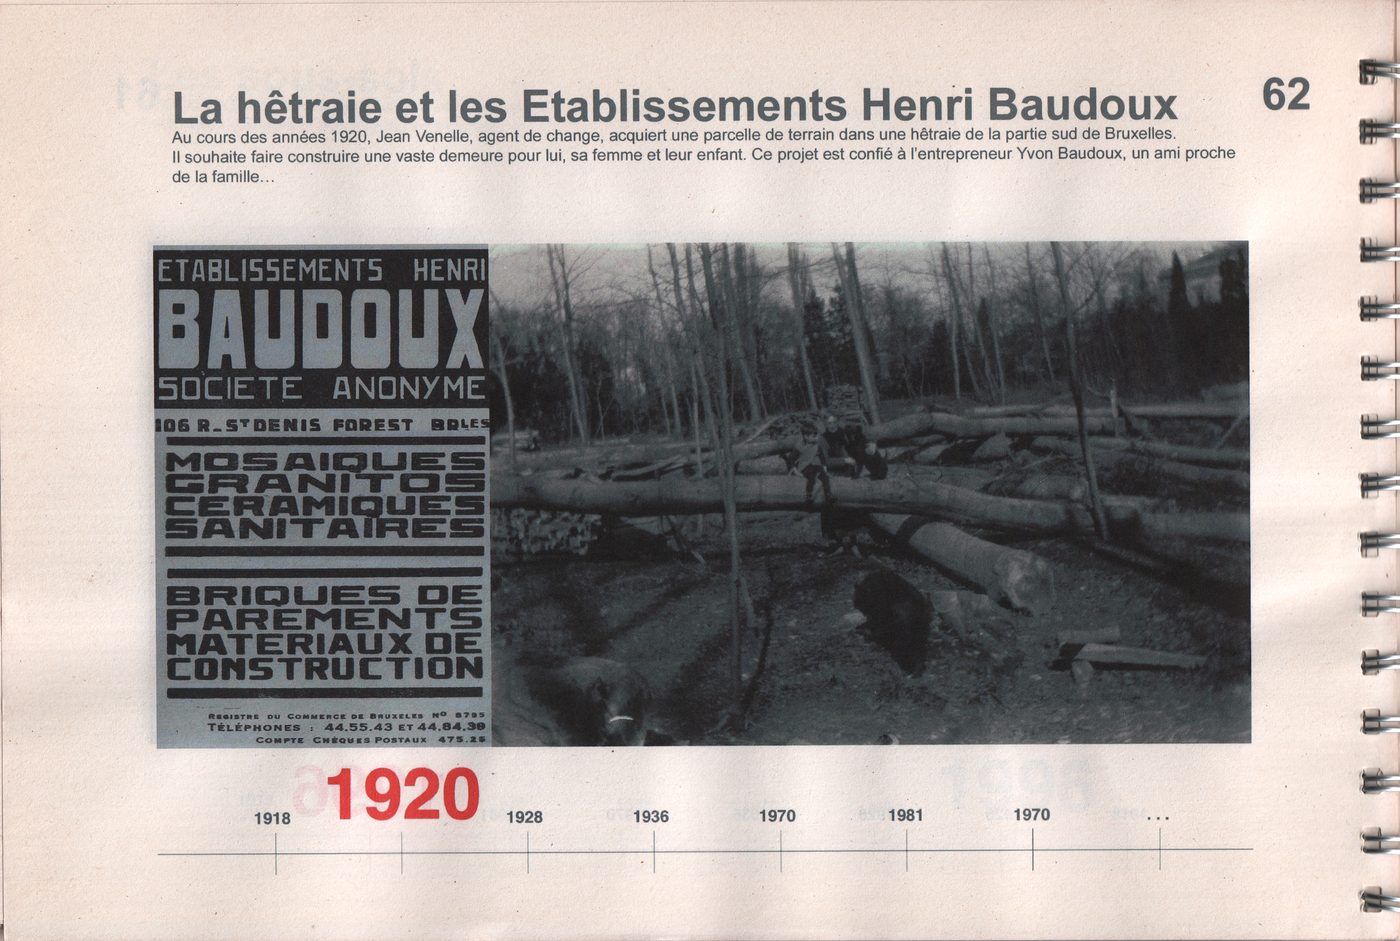 La hêtraie et les Etablissements Henri Baudoux
62
Au cours des années 1920, Jean Venelle, agent de change, acquiert une parcelle de terrain dans une hêtraie de la partie sud de Bruxelles.
Il souhaite faire construire une vaste demeure pour lui, sa femme et leur enfant. Ce projet est confié à l'entrepreneur Yvon Baudoux, un ami proche
de la famille…
ETABLISSEMENTS HENRI
BAUDOUX
SOCIETE ANONYME
106 R_ST DENIS FOREST BRLES
MOSAIQUES
GRANITOS
CERAMIQUES
SANITAIRES
BRIQUES DE
PAREMENTS
MATERIAUX DE
CONSTRUCTION
REGISTRE DU COMMERCE DE BRUXELES NO 8795
TÉLÉPHONES : 44.55.43 ET 44.84.39
COMPTE CHÈQUES POSTAUX 475.25
1918
1920
1928
1936
1970
1981
1970
...